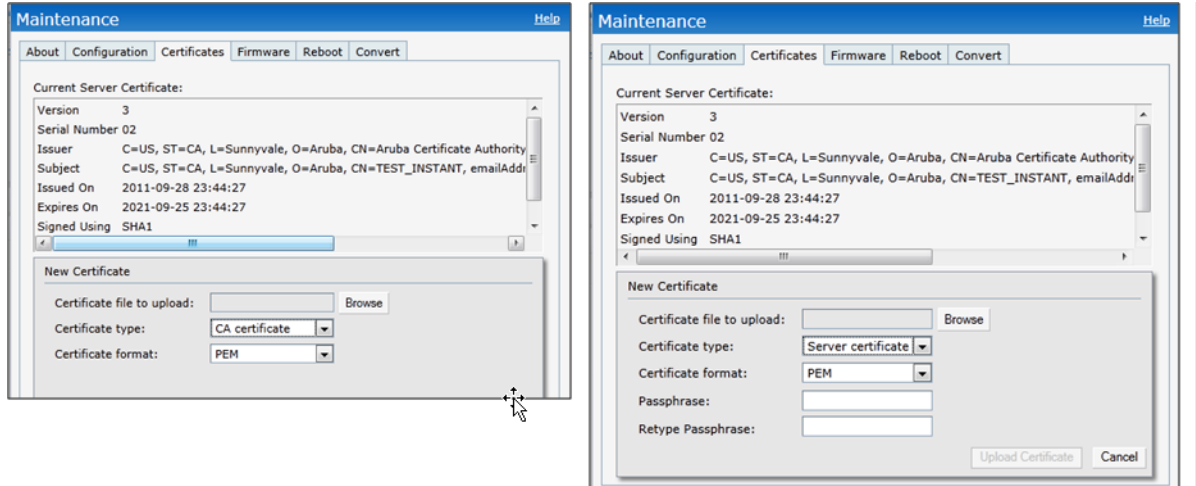 Maintenance Help
About Configuration Certificates Firmware Reboot Convert
Current Server Certificate:
Version 3
Serial Number 02
Issuer C=US, ST=CA, L=Sunnyvale, O=Aruba, CN=Aruba Certificate Authority
Subject C=US, ST=CA, L=Sunnyvale, O=Aruba, CN=TEST_INSTANT, emailAddr
Issued On 2011-09-28 23:44:27
Expires On 2021-09-25 23:44:27
Signed Using SHA1
New Certificate
Certificate file to upload: Browse
Certificate type: CA certificate
Certificate format: PEM
Maintenance Help
About Configuration Certificates Firmware Reboot Convert
Current Server Certificate:
Version 3
Serial Number 02
Issuer C=US, ST=CA, L=Sunnyvale, O=Aruba, CN=Aruba Certificate Authority
Subject C=US, ST=CA, L=Sunnyvale, O=Aruba, CN=TEST_INSTANT, emailAddr
Issued On 2011-09-28 23:44:27
Expires On 2021-09-25 23:44:27
Signed Using SHA1
New Certificate
Certificate file to upload: Browse
Certificate type: Server certificate
Certificate format: PEM
Passphrase:
Retype Passphrase:
Upload Certificate Cancel